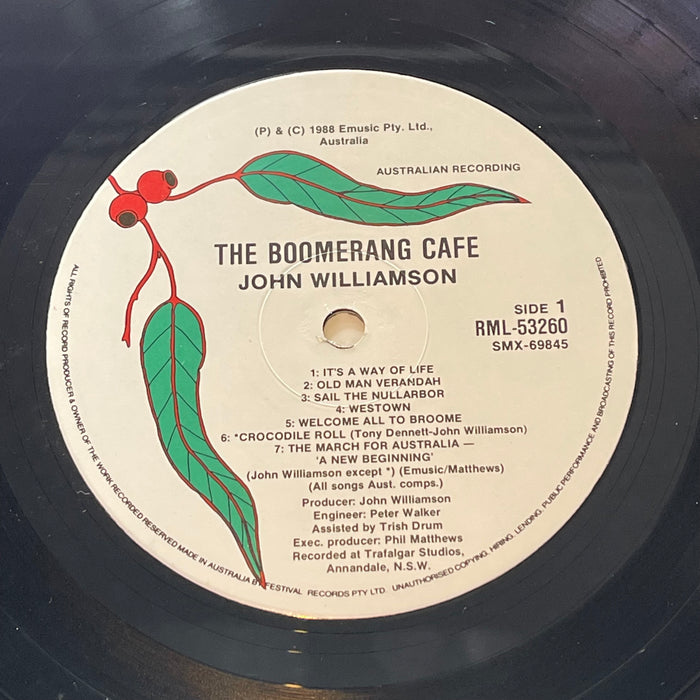 (P) & (C) 1988 Emusic Pty. Ltd.,
Australia
AUSTRALIAN RECORDING
THE BOOMERANG CAFE
JOHN WILLIAMSON
SIDE 1
RML-53260
SMX-69845
1: IT'S A WAY OF LIFE
2: OLD MAN VERANDAH
3: SAIL THE NULLARBOR
4: WESTOWN
5: WELCOME ALL TO BROOME
6: *CROCODILE ROLL (Tony Dennett-John Williamson)
7: THE MARCH FOR AUSTRALIA —
'A NEW BEGINNING'
(John Williamson except *) (Emusic/Matthews)
(All songs Aust. comps.)
Producer: John Williamson
Engineer: Peter Walker
Assisted by Trish Drum
Exec. producer: Phil Matthews
Recorded at Trafalgar Studios,
Annandale, N.S.W.
ALL RIGHTS OF RECORD PRODUCER & OWNER OF THE WORK RECORDED RESERVED MADE IN AUSTRALIA BY FESTIVAL RECORDS PTY LTD. UNAUTHORISED COPYING, HIRING, LENDING, PUBLIC PERFORMANCE AND BROADCASTING OF THIS RECORD PROHIBITED